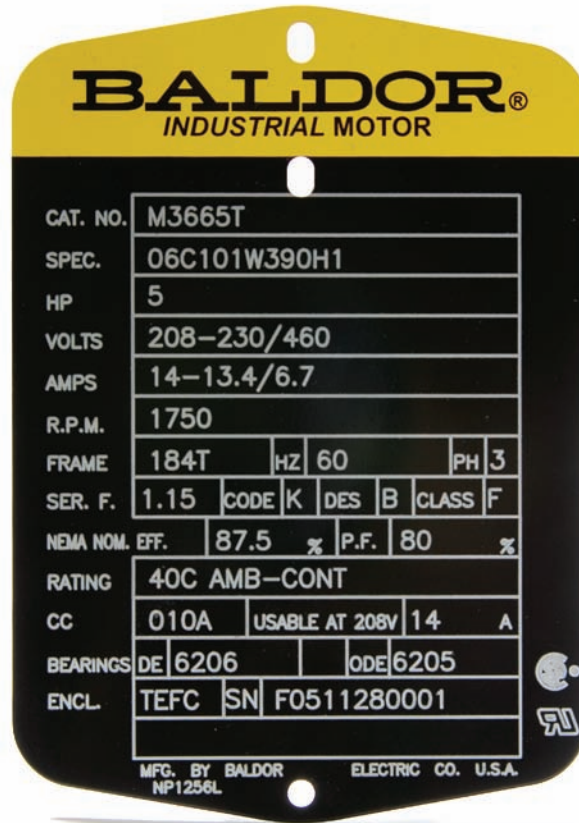 BALDOR®
INDUSTRIAL MOTOR
CAT. NO. M3665T
SPEC. 06C101W390H1
HP 5
VOLTS 208-230/460
AMPS 14-13.4/6.7
R.P.M. 1750
FRAME 184T HZ 60 PH 3
SER. F. 1.15 CODE K DES B CLASS F
NEMA NOM. EFF. 87.5 % P.F. 80 %
RATING 40C AMB-CONT
CC 010A USABLE AT 208V 14 A
BEARINGS DE 6206 ODE 6205
ENCL. TEFC SN F0511280001
MFG. BY BALDOR ELECTRIC CO. U.S.A.
NP1256L